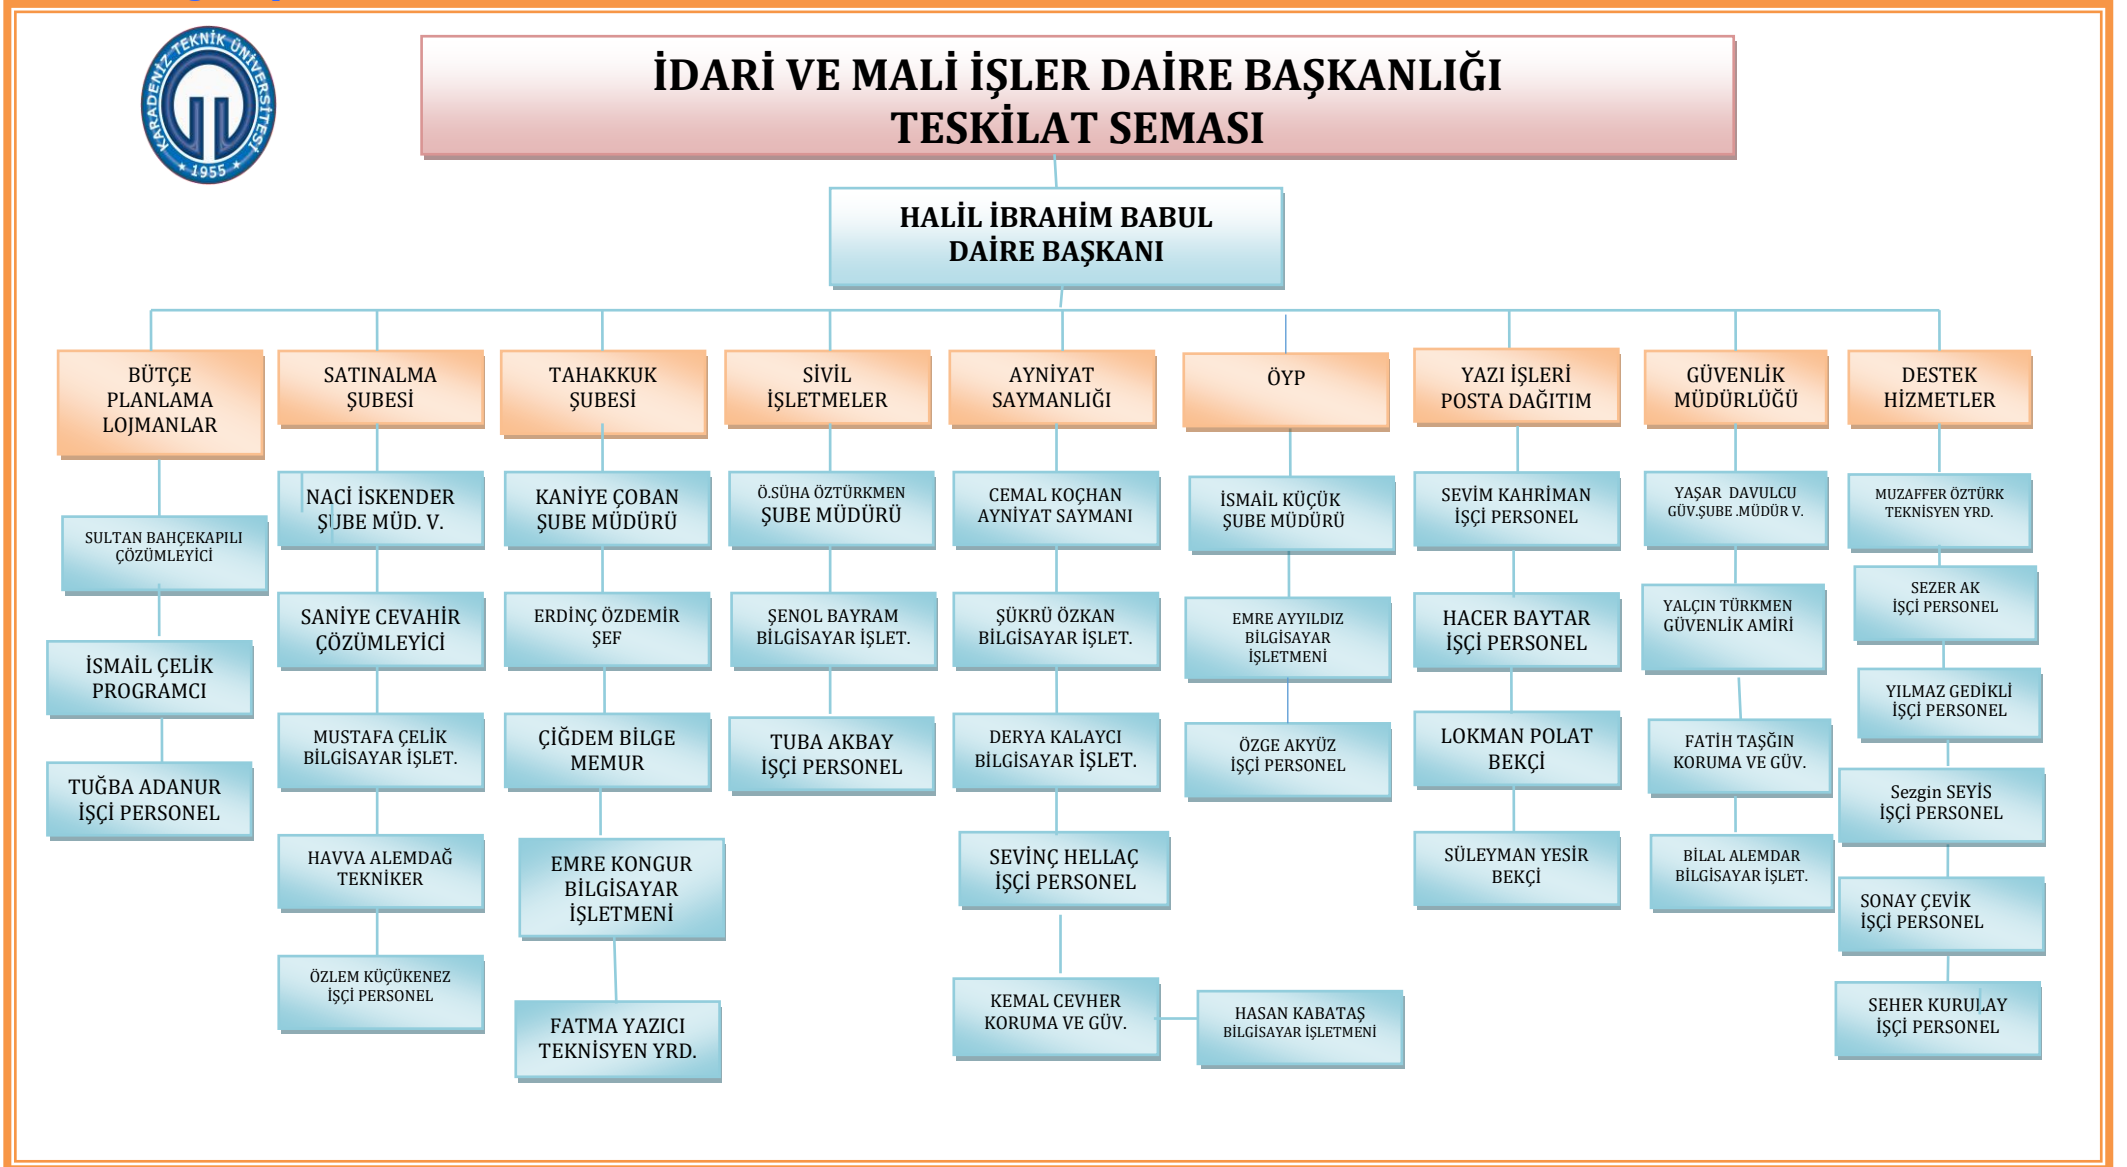 KARADENİZ TEKNİK ÜNİVERSİTESİ
* 1955 *
İDARİ VE MALİ İŞLER DAİRE BAŞKANLIĞI
TESKİLAT SEMASI
HALİL İBRAHİM BABUL
DAİRE BAŞKANI
BÜTÇE
PLANLAMA
LOJMANLAR
SULTAN BAHÇEKAPILI
ÇÖZÜMLEYİCİ
İSMAİL ÇELİK
PROGRAMCI
TUĞBA ADANUR
İŞÇİ PERSONEL
SATINALMA
ŞUBESİ
NACİ İSKENDER
ŞUBE MÜD. V.
SANİYE CEVAHİR
ÇÖZÜMLEYİCİ
MUSTAFA ÇELİK
BİLGİSAYAR İŞLET.
HAVVA ALEMDAĞ
TEKNİKER
ÖZLEM KÜÇÜKENEZ
İŞÇİ PERSONEL
TAHAKKUK
ŞUBESİ
KANİYE ÇOBAN
ŞUBE MÜDÜRÜ
ERDİNÇ ÖZDEMİR
ŞEF
ÇİĞDEM BİLGE
MEMUR
EMRE KONGUR
BİLGİSAYAR
İŞLETMENİ
FATMA YAZICI
TEKNİSYEN YRD.
SİVİL
İŞLETMELER
Ö.SÜHA ÖZTÜRKMEN
ŞUBE MÜDÜRÜ
ŞENOL BAYRAM
BİLGİSAYAR İŞLET.
TUBA AKBAY
İŞÇİ PERSONEL
AYNİYAT
SAYMANLIĞI
CEMAL KOÇHAN
AYNİYAT SAYMANI
ŞÜKRÜ ÖZKAN
BİLGİSAYAR İŞLET.
DERYA KALAYCI
BİLGİSAYAR İŞLET.
SEVİNÇ HELLAÇ
İŞÇİ PERSONEL
KEMAL CEVHER
KORUMA VE GÜV.
HASAN KABATAŞ
BİLGİSAYAR İŞLETMENİ
ÖYP
İSMAİL KÜÇÜK
ŞUBE MÜDÜRÜ
EMRE AYYILDIZ
BİLGİSAYAR
İŞLETMENİ
ÖZGE AKYÜZ
İŞÇİ PERSONEL
YAZI İŞLERİ
POSTA DAĞITIM
SEVİM KAHRİMAN
İŞÇİ PERSONEL
HACER BAYTAR
İŞÇİ PERSONEL
LOKMAN POLAT
BEKÇİ
SÜLEYMAN YESİR
BEKÇİ
GÜVENLİK
MÜDÜRLÜĞÜ
YAŞAR DAVULCU
GÜV.ŞUBE .MÜDÜR V.
YALÇIN TÜRKMEN
GÜVENLİK AMİRİ
FATİH TAŞĞIN
KORUMA VE GÜV.
BİLAL ALEMDAR
BİLGİSAYAR İŞLET.
DESTEK
HİZMETLER
MUZAFFER ÖZTÜRK
TEKNİSYEN YRD.
SEZER AK
İŞÇİ PERSONEL
YILMAZ GEDİKLİ
İŞÇİ PERSONEL
Sezgin SEYİS
İŞÇİ PERSONEL
SONAY ÇEVİK
İŞÇİ PERSONEL
SEHER KURULAY
İŞÇİ PERSONEL